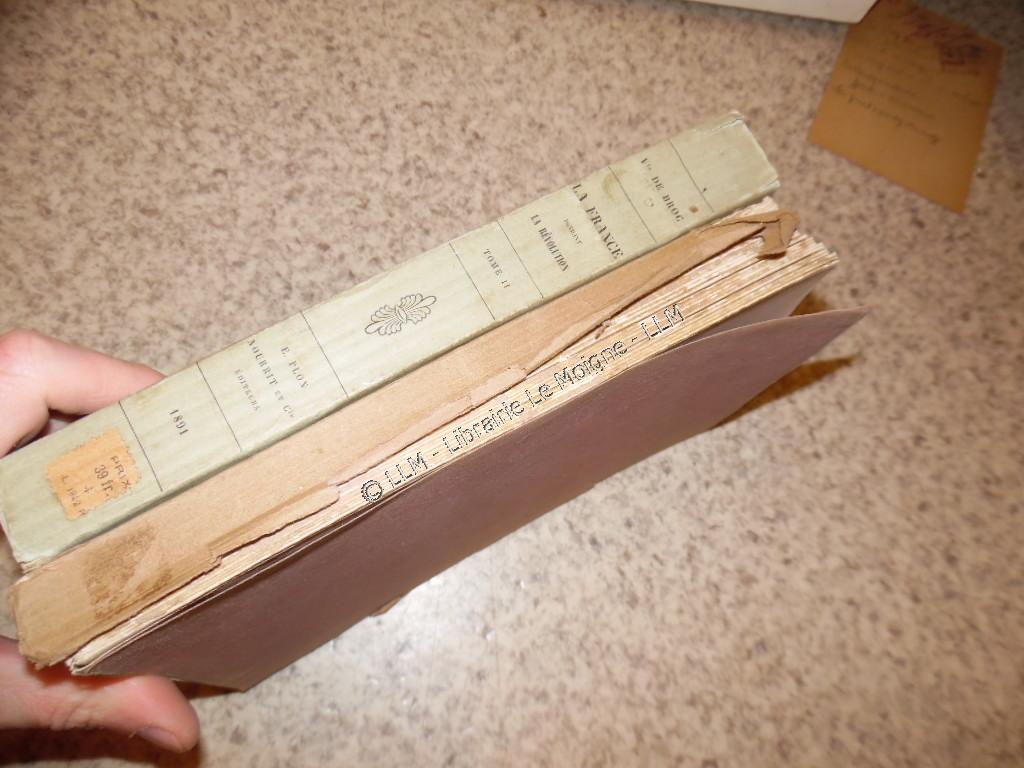 Vte DE BROC
LA FRANCE
PENDANT
LA RÉVOLUTION
TOME II
E. PLON
NOURRIT ET Cie
ÉDITEURS
1891
PRIX
39 fr.
© LLM - Librairie Le Moigne - LLM